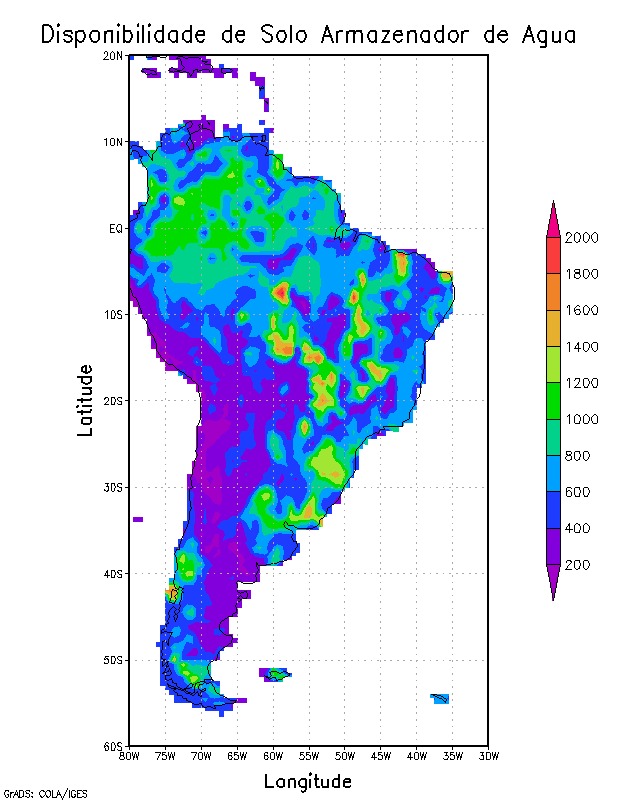 Disponibilidade de Solo Armazenador de Agua
20N
10N
EQ
10S
20S
30S
40S
50S
60S
Latitude
80W 75W 70W 65W 60W 55W 50W 45W 40W 35W 30W
Longitude
2000
1800
1600
1400
1200
1000
800
600
400
200
GrADS: COLA/IGES